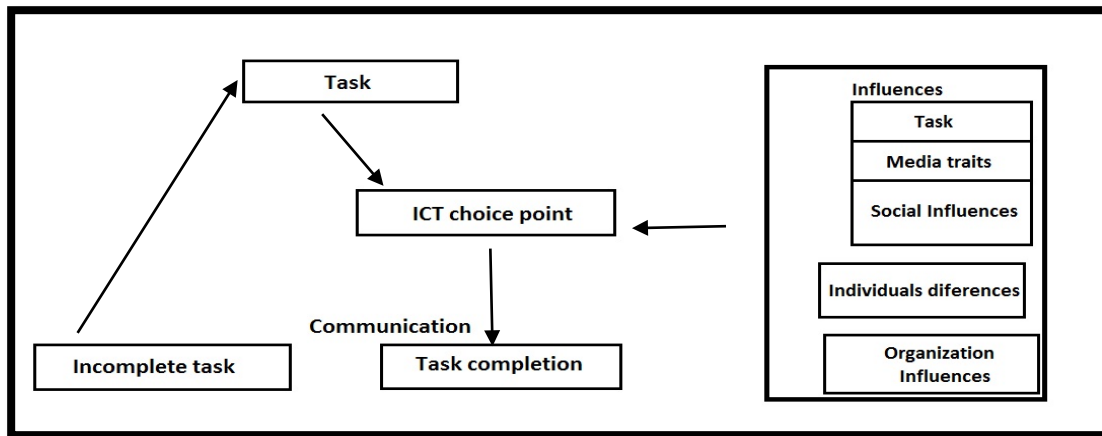 Task
Influences
Task
Media traits
ICT choice point
Social Influences
Individuals diferences
Communication
Incomplete task
Task completion
Organization
Influences